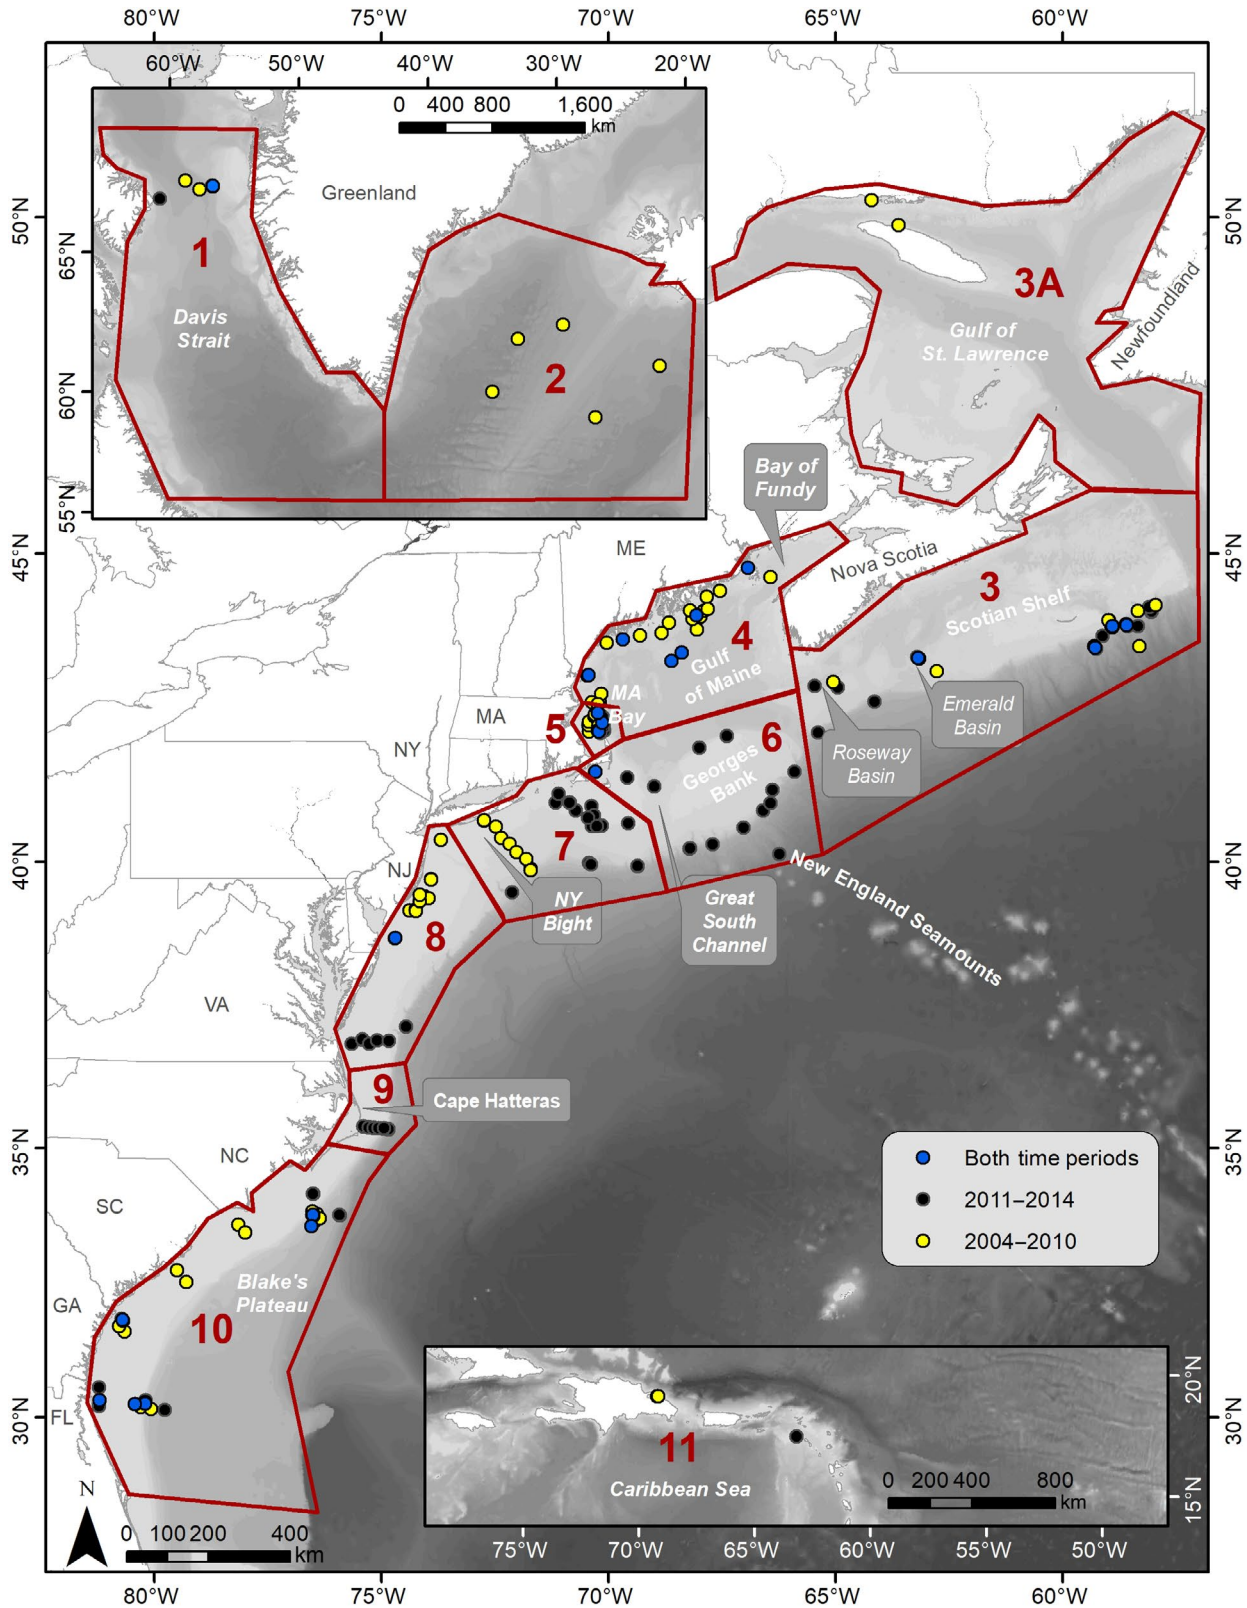 80°W 75°W 70°W 65°W 60°W
60°W 50°W 40°W 30°W 20°W
0 400 800 1,600
km
Greenland
50°N
65°N
60°N
55°N
1
Davis
Strait
2
50°N
3A
Gulf of
St. Lawrence
Newfoundland
Bay of
Fundy
45°N
45°N
ME
Nova Scotia
3
Scotian Shelf
4
Gulf
of Maine
MA
Bay
MA
5
NY
6
Georges
Bank
Emerald
Basin
Roseway
Basin
7
40°N
40°N
NJ
NY
Bight
Great
South
Channel
New England Seamounts
8
VA
9
Cape Hatteras
35°N
35°N
NC
SC
Both time periods
2011–2014
2004–2010
Blake's
Plateau
GA
10
30°N
30°N
FL
20°N
15°N
11
Caribbean Sea
0 200 400 800
km
N
0 100 200 400
km
75°W 70°W 65°W 60°W 55°W 50°W
80°W 75°W 70°W 65°W 60°W